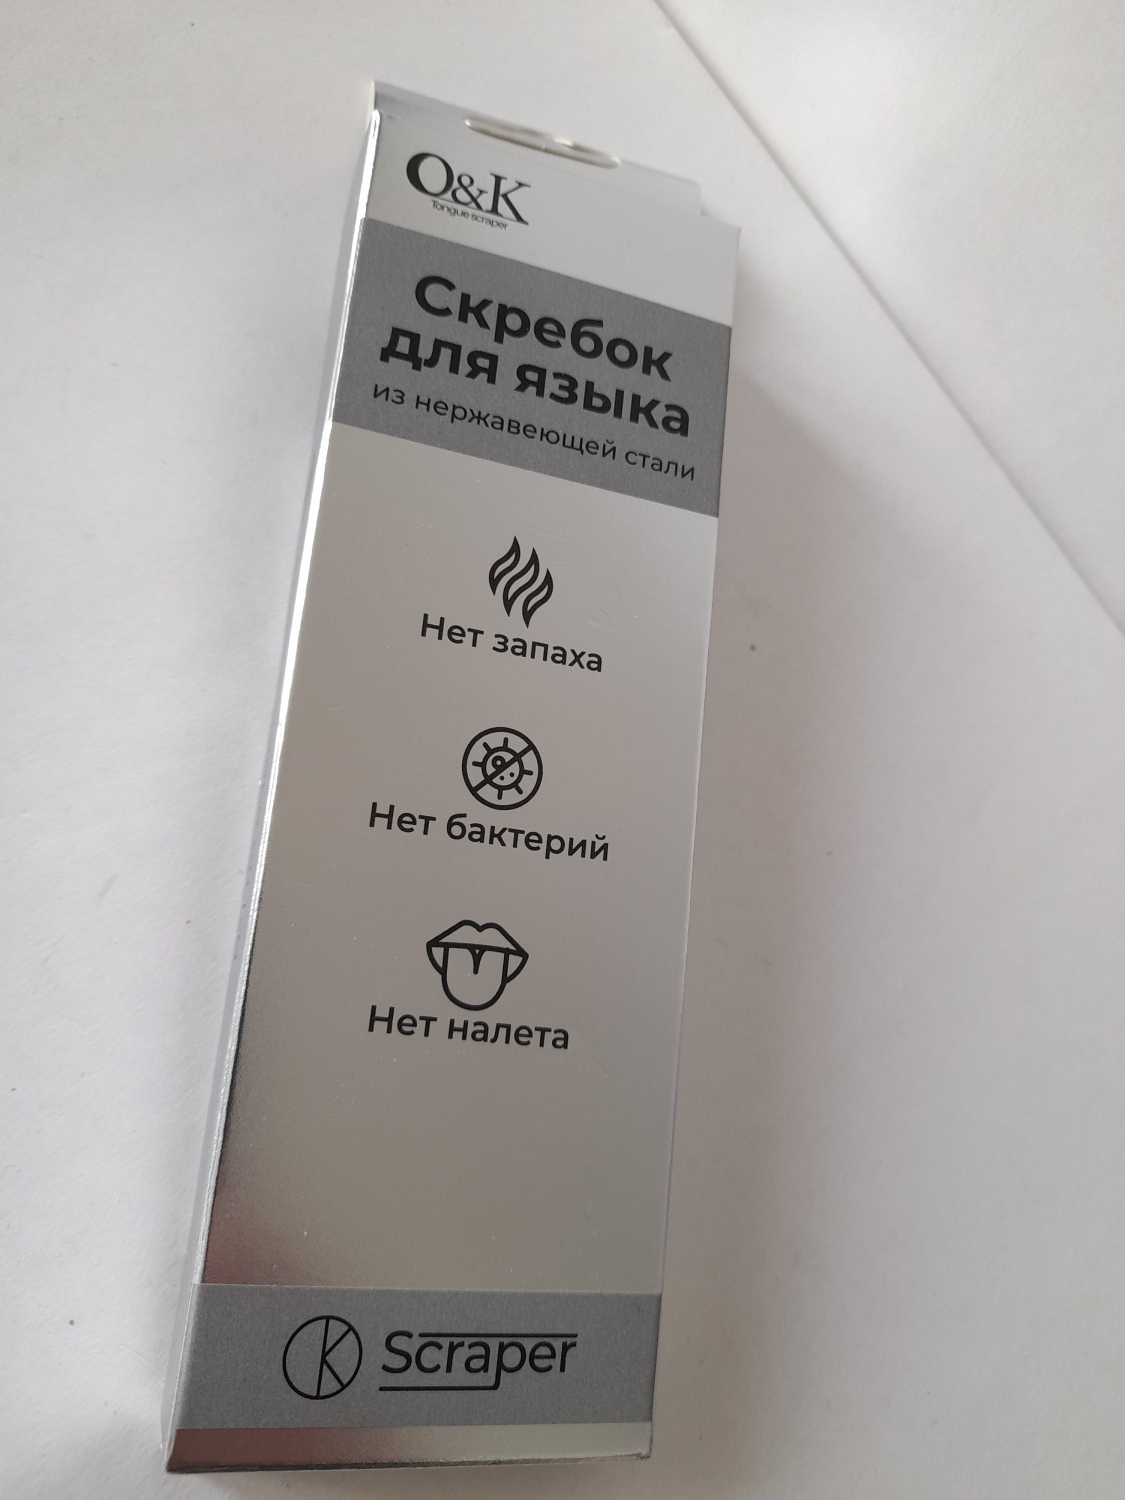 O&K
Tongue scraper
Скребок
для языка
из нержавеющей стали
Нет запаха
Нет бактерий
Нет налета
Scraper